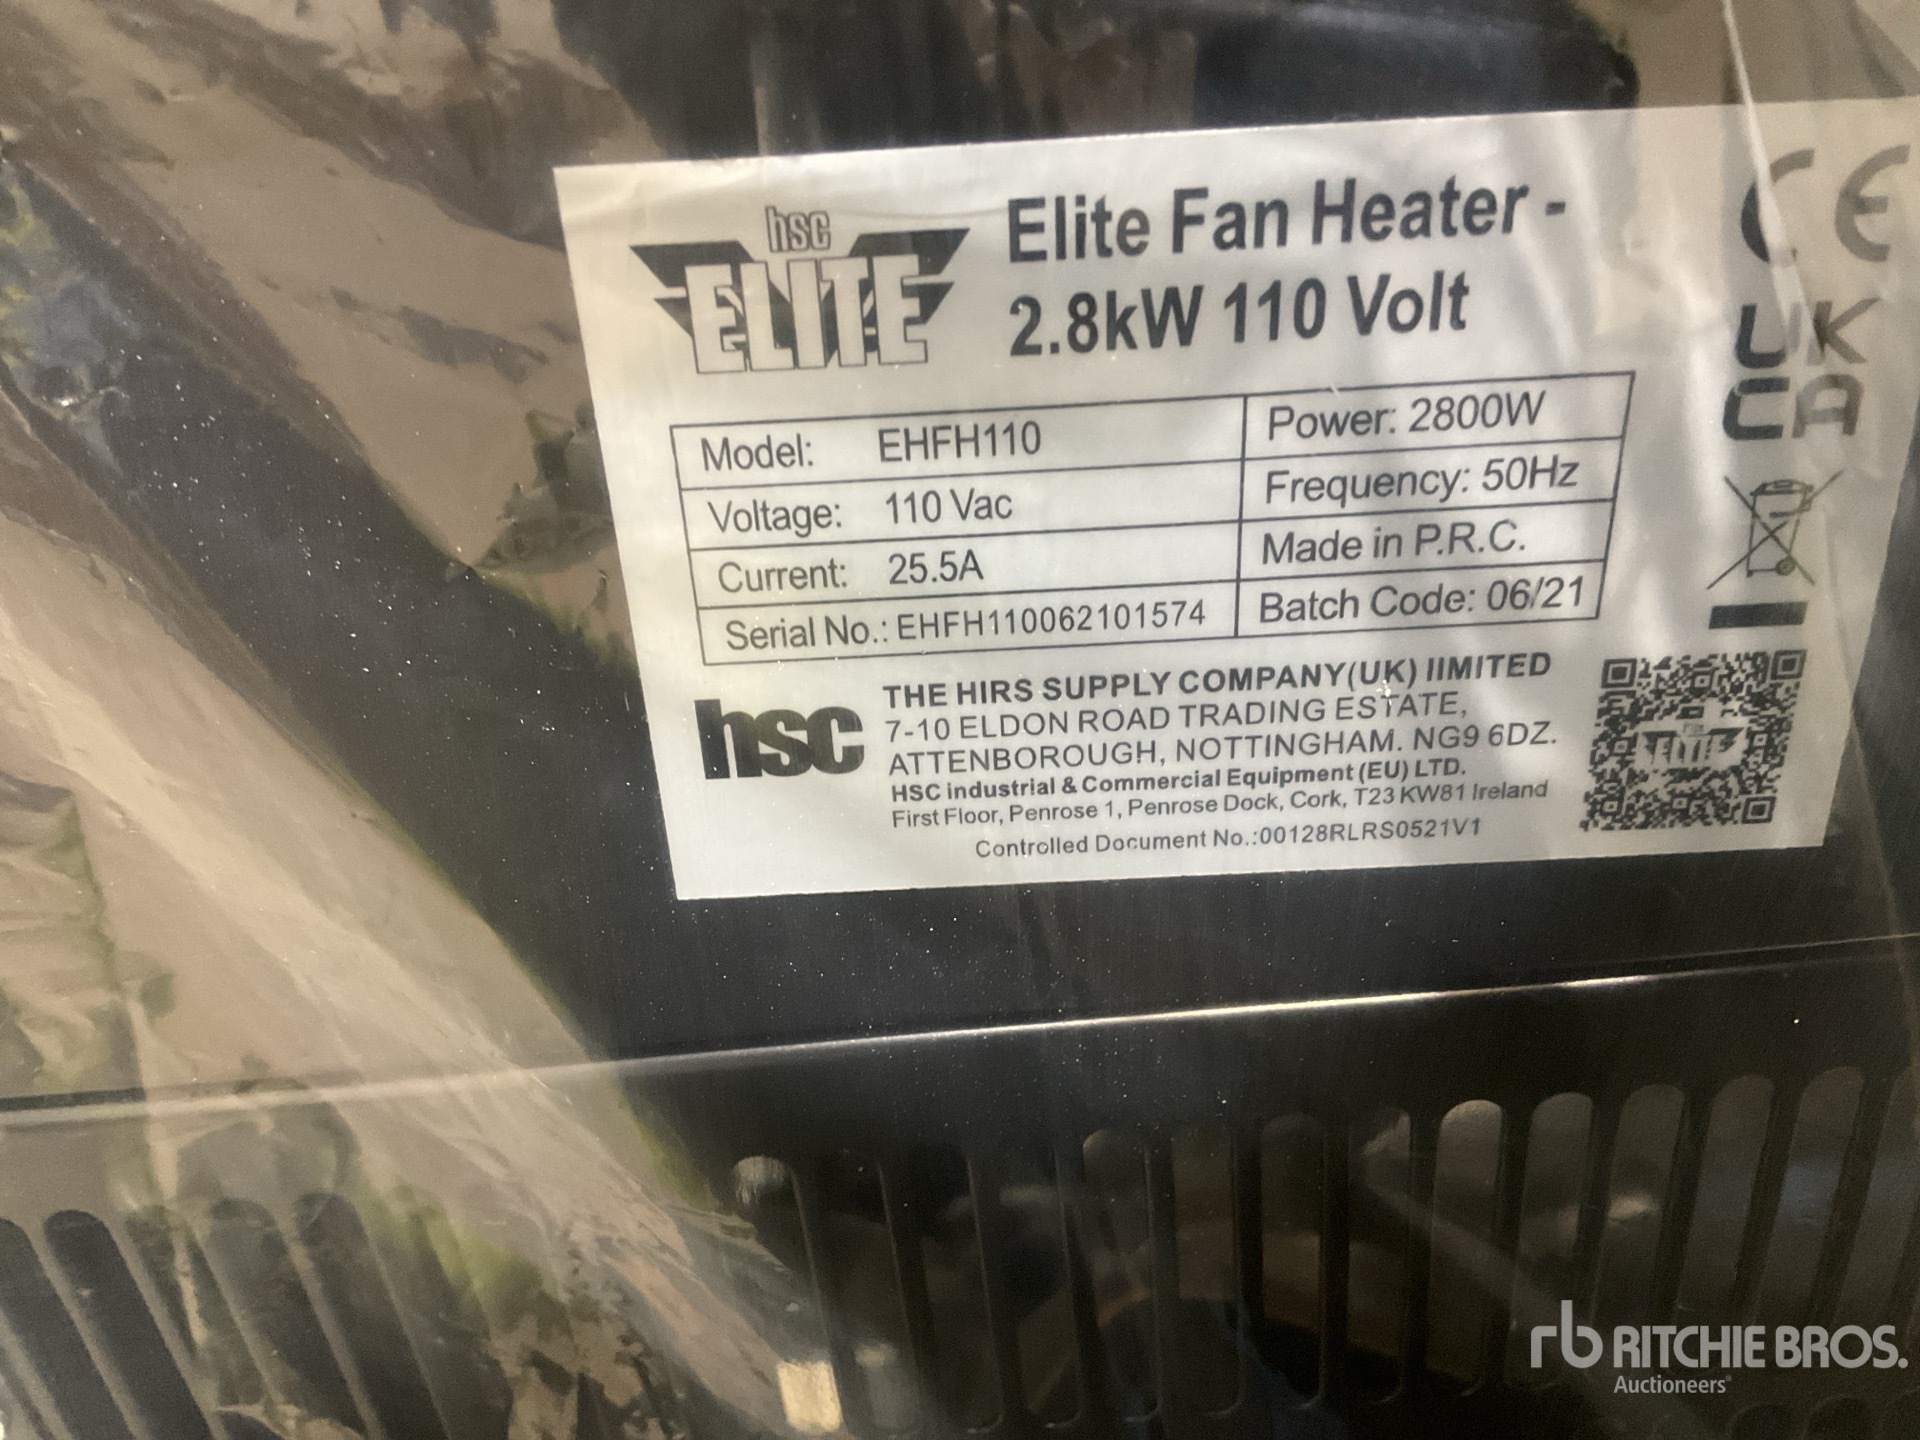 hsc
ELITE
Elite Fan Heater -
2.8kW 110 Volt
CE
UK
CA
Model: EHFH110
Power: 2800W
Voltage: 110 Vac
Frequency: 50Hz
Current: 25.5A
Made in P.R.C.
Serial No.: EHFH110062101574
Batch Code: 06/21
hsc
THE HIRS SUPPLY COMPANY(UK) IIMITED
7-10 ELDON ROAD TRADING ESTATE,
ATTENBOROUGH, NOTTINGHAM. NG9 6DZ.
HSC industrial & Commercial Equipment (EU) LTD.
First Floor, Penrose 1, Penrose Dock, Cork, T23 KW81 Ireland
Controlled Document No.:00128RLRS0521V1
ELITE
rb RITCHIE BROS.
Auctioneers